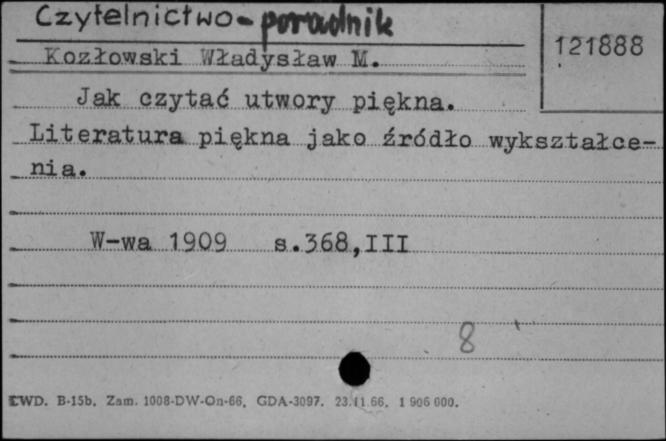 Czytelnictwo - poradnik
121888
Kozłowski Władysław M.
Jak czytać utwory piękna.
Literatura piękna jako źródło wykształce-
nia.
W-wa 1909 s.368,III
8
LWD. B-15b. Zam. 1008-DW-On-66. GDA-3097. 23.11.66. 1 906 000.